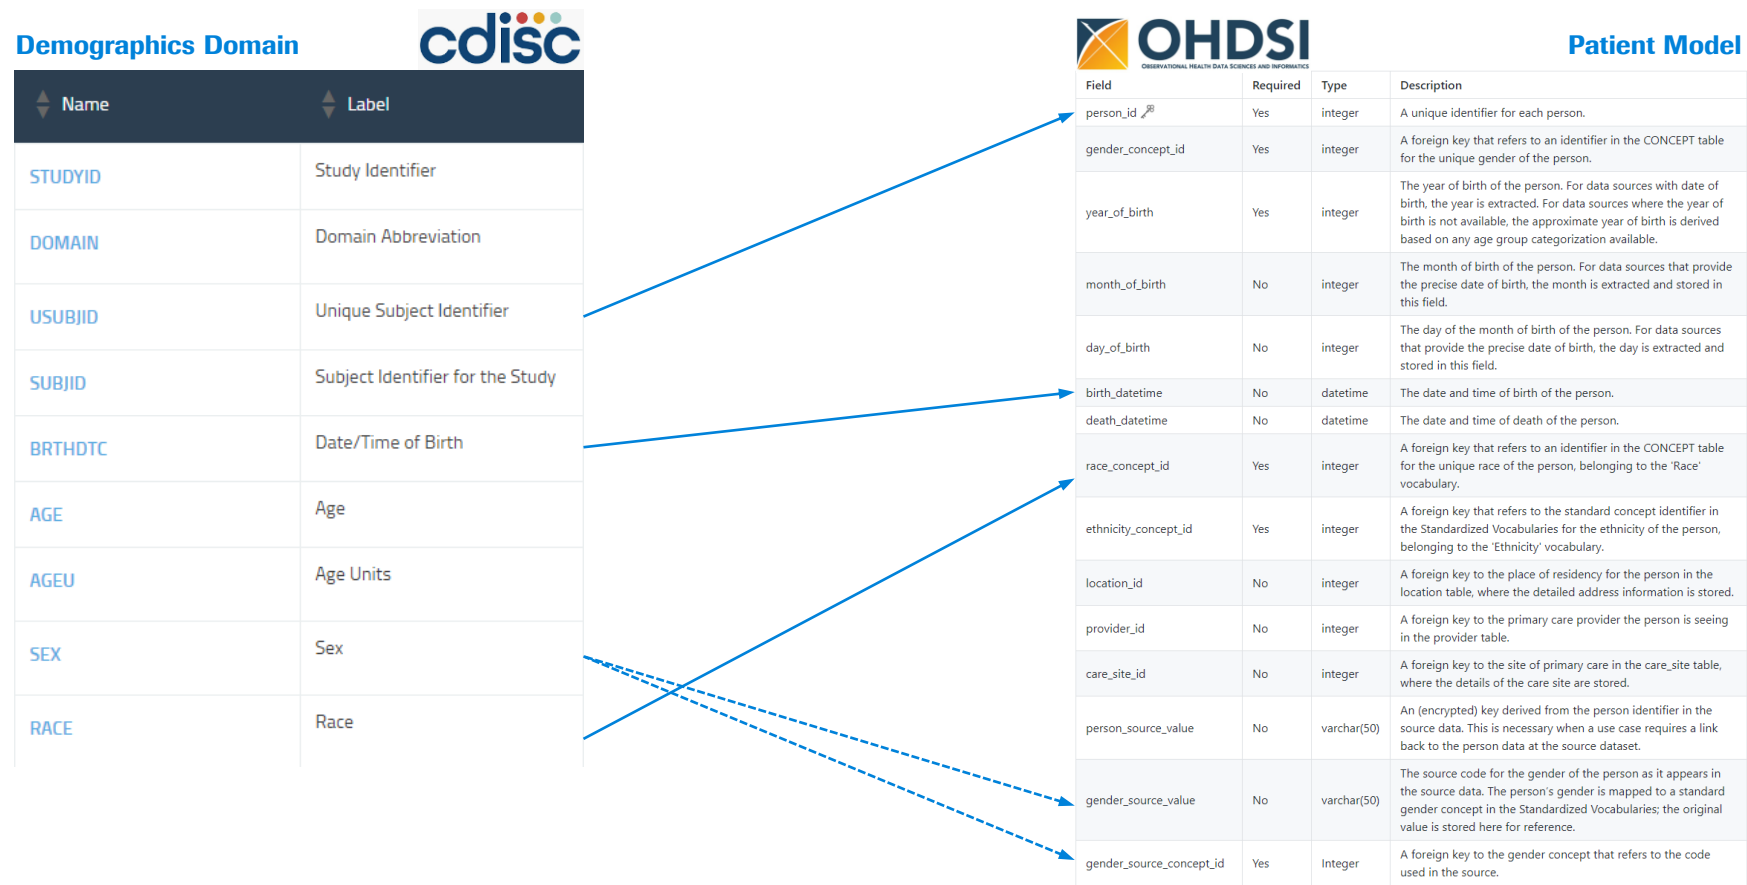 Demographics Domain
cdisc
Name Label
STUDYID Study Identifier
DOMAIN Domain Abbreviation
USUBJID Unique Subject Identifier
SUBJID Subject Identifier for the Study
BRTHDTC Date/Time of Birth
AGE Age
AGEU Age Units
SEX Sex
RACE Race
OHDSI
OBSERVATIONAL HEALTH DATA SCIENCES AND INFORMATICS
Patient Model
Field Required Type Description
person_id Yes integer A unique identifier for each person.
gender_concept_id Yes integer A foreign key that refers to an identifier in the CONCEPT table
for the unique gender of the person.
year_of_birth Yes integer The year of birth of the person. For data sources with date of
birth, the year is extracted. For data sources where the year of
birth is not available, the approximate year of birth is derived
based on any age group categorization available.
month_of_birth No integer The month of birth of the person. For data sources that provide
the precise date of birth, the month is extracted and stored in
this field.
day_of_birth No integer The day of the month of birth of the person. For data sources
that provide the precise date of birth, the day is extracted and
stored in this field.
birth_datetime No datetime The date and time of birth of the person.
death_datetime No datetime The date and time of death of the person.
race_concept_id Yes integer A foreign key that refers to an identifier in the CONCEPT table
for the unique race of the person, belonging to the 'Race'
vocabulary.
ethnicity_concept_id Yes integer A foreign key that refers to the standard concept identifier in
the Standardized Vocabularies for the ethnicity of the person,
belonging to the 'Ethnicity' vocabulary.
location_id No integer A foreign key to the place of residency for the person in the
location table, where the detailed address information is stored.
provider_id No integer A foreign key to the primary care provider the person is seeing
in the provider table.
care_site_id No integer A foreign key to the site of primary care in the care_site table,
where the details of the care site are stored.
person_source_value No varchar(50) An (encrypted) key derived from the person identifier in the
source data. This is necessary when a use case requires a link
back to the person data at the source dataset.
gender_source_value No varchar(50) The source code for the gender of the person as it appears in
the source data. The person's gender is mapped to a standard
gender concept in the Standardized Vocabularies; the original
value is stored here for reference.
gender_source_concept_id Yes Integer A foreign key to the gender concept that refers to the code
used in the source.